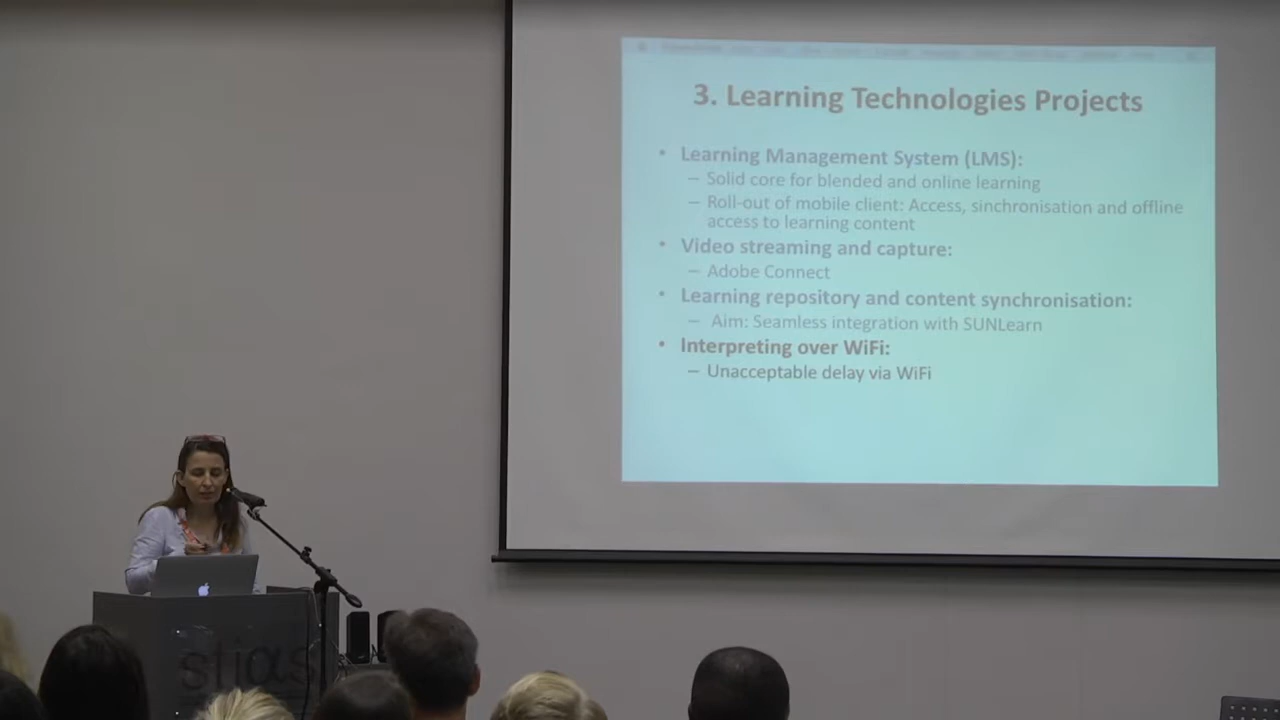 3. Learning Technologies Projects
• Learning Management System (LMS):
– Solid core for blended and online learning
– Roll-out of mobile client: Access, sinchronisation and offline
access to learning content
• Video streaming and capture:
– Adobe Connect
• Learning repository and content synchronisation:
– Aim: Seamless integration with SUNLearn
• Interpreting over WiFi:
– Unacceptable delay via WiFi
stias